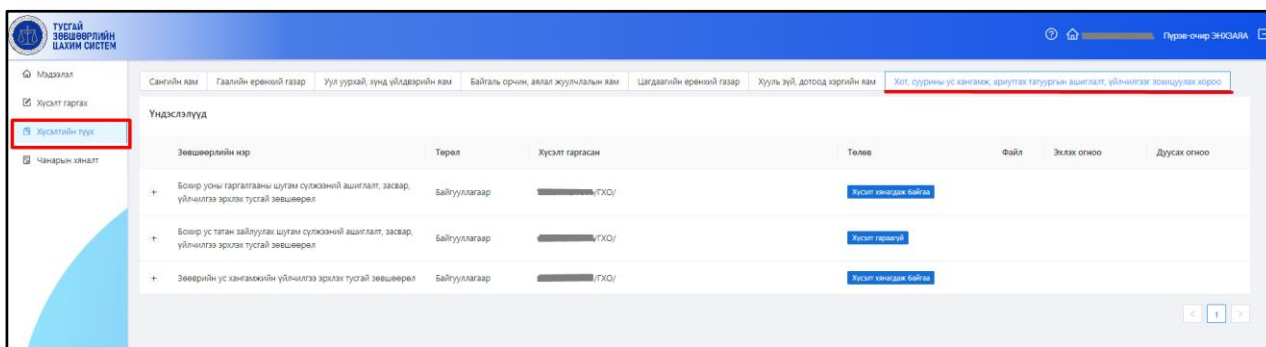 ТУСГАЙ
ЗӨВШӨӨРЛИЙН
ЦАХИМ СИСТЕМ
Пүрэв-очир ЭНХЗАЯА
Мэдээлэл
Хүсэлт гаргах
Хүсэлтийн түүх
Чанарын хяналт
Сангийн яам
Гаалийн ерөнхий газар
Уул уурхай, хүнд үйлдвэрийн яам
Байгаль орчин, аялал жуулчлалын яам
Цагдаагийн ерөнхий газар
Хууль зүй, дотоод хэргийн яам
Хот, суурины ус хангамж, ариутгах татуургын ашиглалт, үйлчилгээг зохицуулах хороо
Үндэслэлүүд
Зөвшөөрлийн нэр Төрөл Хүсэлт гаргасан Төлөв Файл Эхлэх огноо Дуусах огноо
+ Бохир усны гаргалгааны шугам сүлжээний ашиглалт, засвар,
үйлчилгээ эрхлэх тусгай зөвшөөрөл
Байгууллагаар /ГХО/ Хүсэлт хянагдаж байгаа
+ Бохир ус татан зайлуулах шугам сүлжээний ашиглалт, засвар,
үйлчилгээ эрхлэх тусгай зөвшөөрөл
Байгууллагаар /ГХО/ Хүсэлт гараагүй
+ Зөөврийн ус хангамжийн үйлчилгээ эрхлэх тусгай зөвшөөрөл Байгууллагаар /ГХО/ Хүсэлт хянагдаж байгаа
< 1 >